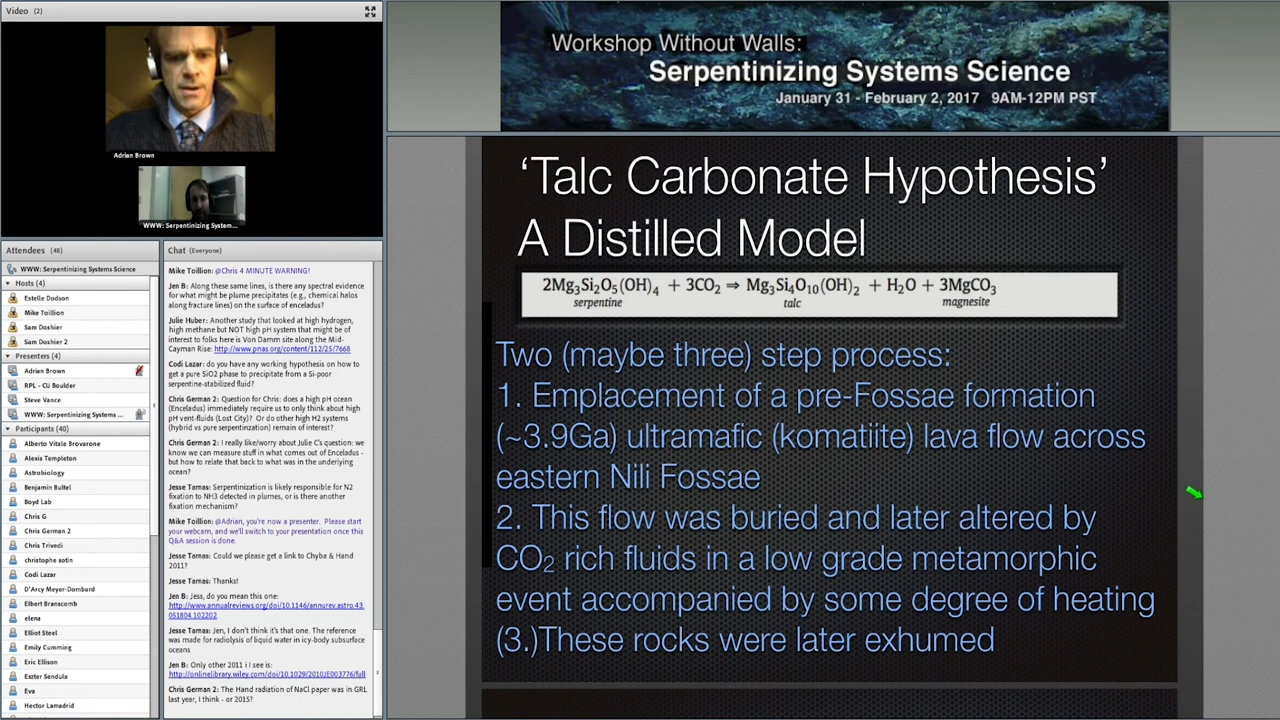 Video (2)
Adrian Brown
WWW: Serpentinizing System...
Attendees (48)
WWW: Serpentinizing Systems Science
Hosts (4)
Estelle Dodson
Mike Toillion
Sam Doshier
Sam Doshier 2
Presenters (4)
Adrian Brown
RPL - CU Boulder
Steve Vance
WWW: Serpentinizing Systems ...
Participants (40)
Alberto Vitale Brovarone
Alexis Templeton
Astrobiology
Benjamin Bultel
Boyd Lab
Chris G
Chris German 2
Chris Trivedi
christophe sotin
Codi Lazar
D'Arcy Meyer-Dombard
Elbert Branscomb
elena
Elliot Steel
Emily Cumming
Eric Ellison
Eszter Sendula
Eva
Hector Lamadrid
Chat (Everyone)
Mike Toillion: @Chris 4 MINUTE WARNING!
Jen B: Along these same lines, is there any spectral evidence
for what might be plume precipitates (e.g., chemical halos
along fracture lines) on the surface of enceladus?
Julie Huber: Another study that looked at high hydrogen,
high methane but NOT high pH system that might be of
interest to folks here is Von Damm site along the Mid-
Cayman Rise: http://www.pnas.org/content/112/25/7668
Codi Lazar: do you have any working hypothesis on how to
get a pure SiO2 phase to precipitate from a Si-poor
serpentine-stabilized fluid?
Chris German 2: Question for Chris: does a high pH ocean
(Enceladus) immediately require us to only think about high
pH vent-fluids (Lost City)? Or do other high H2 systems
(hybrid vs pure serpentinzation) remain of interest?
Chris German 2: I really like/worry about Julie C's question: we
know we can measure stuff in what comes out of Enceladus -
but how to relate that back to what was in the underlying
ocean?
Jesse Tarnas: Serpentinization is likely responsible for N2
fixation to NH3 detected in plumes, or is there another
fixation mechanism?
Mike Toillion: @Adrian, you're now a presenter. Please start
your webcam, and we'll switch to your presentation once this
Q&A session is done.
Jesse Tarnas: Could we please get a link to Chyba & Hand
2011?
Jesse Tarnas: Thanks!
Jen B: Jess, do you mean this one:
http://www.annualreviews.org/doi/10.1146/annurev.astro.43.
051804.102202
Jesse Tarnas: Jen, I don't think it's that one. The reference
was made for radiolysis of liquid water in icy-body subsurface
oceans
Jen B: Only other 2011 i I see is:
http://onlinelibrary.wiley.com/doi/10.1029/2010JE003776/full
Chris German 2: The Hand radiation of NaCl paper was in GRL
last year, I think - or 2015?
Workshop Without Walls:
Serpentinizing Systems Science
January 31 - February 2, 2017 9AM-12PM PST
‘Talc Carbonate Hypothesis’
A Distilled Model
2Mg₃Si₂O₅(OH)₄ + 3CO₂ ⇒ Mg₃Si₄O₁₀(OH)₂ + H₂O + 3MgCO₃
serpentine talc magnesite
Two (maybe three) step process:
1. Emplacement of a pre-Fossae formation
(~3.9Ga) ultramafic (komatiite) lava flow across
eastern Nili Fossae
2. This flow was buried and later altered by
CO₂ rich fluids in a low grade metamorphic
event accompanied by some degree of heating
(3.)These rocks were later exhumed